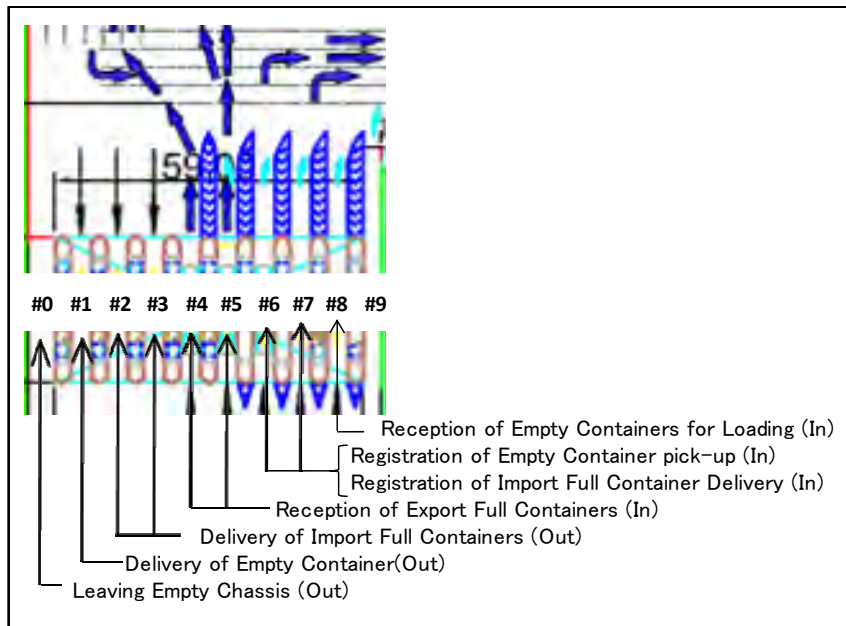 #0 #1 #2 #3 #4 #5 #6 #7 #8 #9
Reception of Empty Containers for Loading (In)
Registration of Empty Container pick-up (In)
Registration of Import Full Container Delivery (In)
Reception of Export Full Containers (In)
Delivery of Import Full Containers (Out)
Delivery of Empty Container(Out)
Leaving Empty Chassis (Out)